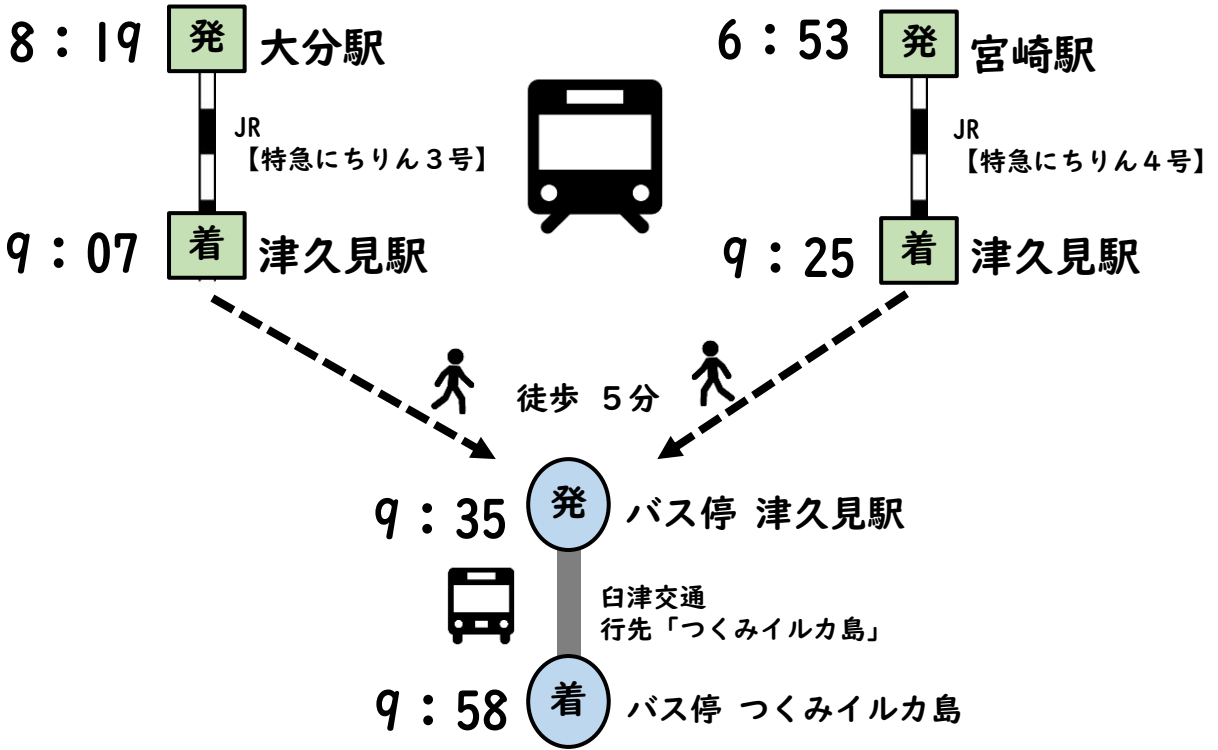 8：19 発 大分駅
JR
【特急にちりん３号】
9：07 着 津久見駅
6：53 発 宮崎駅
JR
【特急にちりん４号】
9：25 着 津久見駅
徒歩 ５分
9：35 発 バス停 津久見駅
臼津交通
行先「つくみイルカ島」
9：58 着 バス停 つくみイルカ島